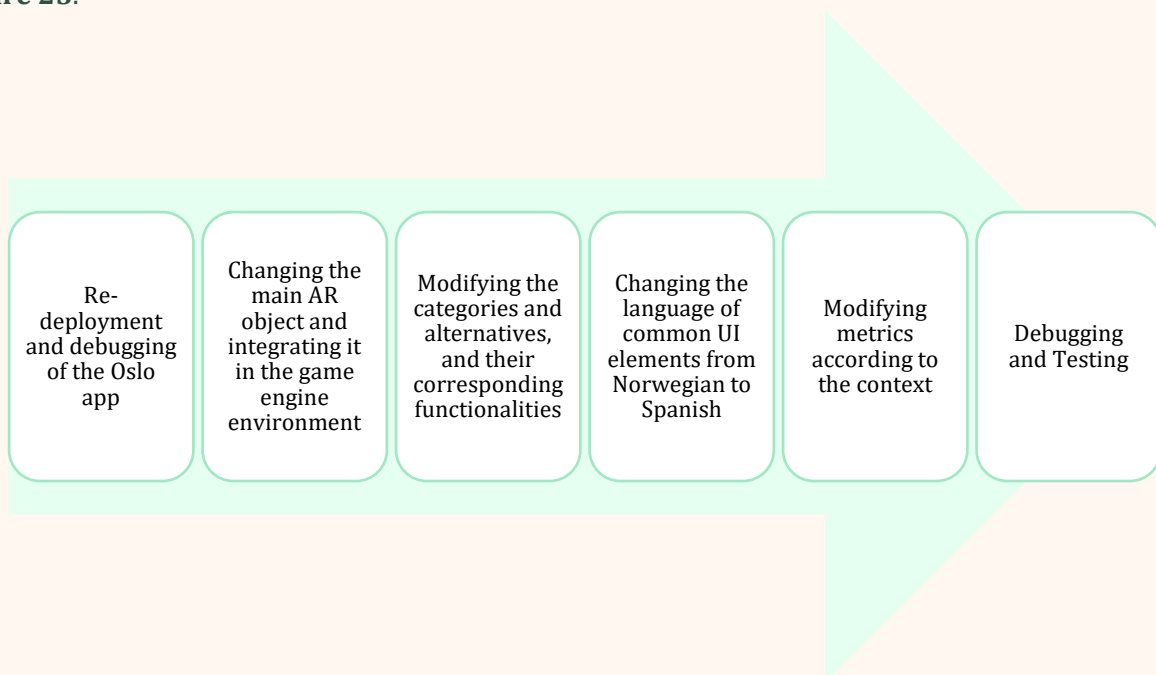 Re-
deployment
and debugging
of the Oslo
app
Changing the
main AR
object and
integrating it
in the game
engine
environment
Modifying the
categories and
alternatives,
and their
corresponding
functionalities
Changing the
language of
common UI
elements from
Norwegian to
Spanish
Modifying
metrics
according to
the context
Debugging
and Testing